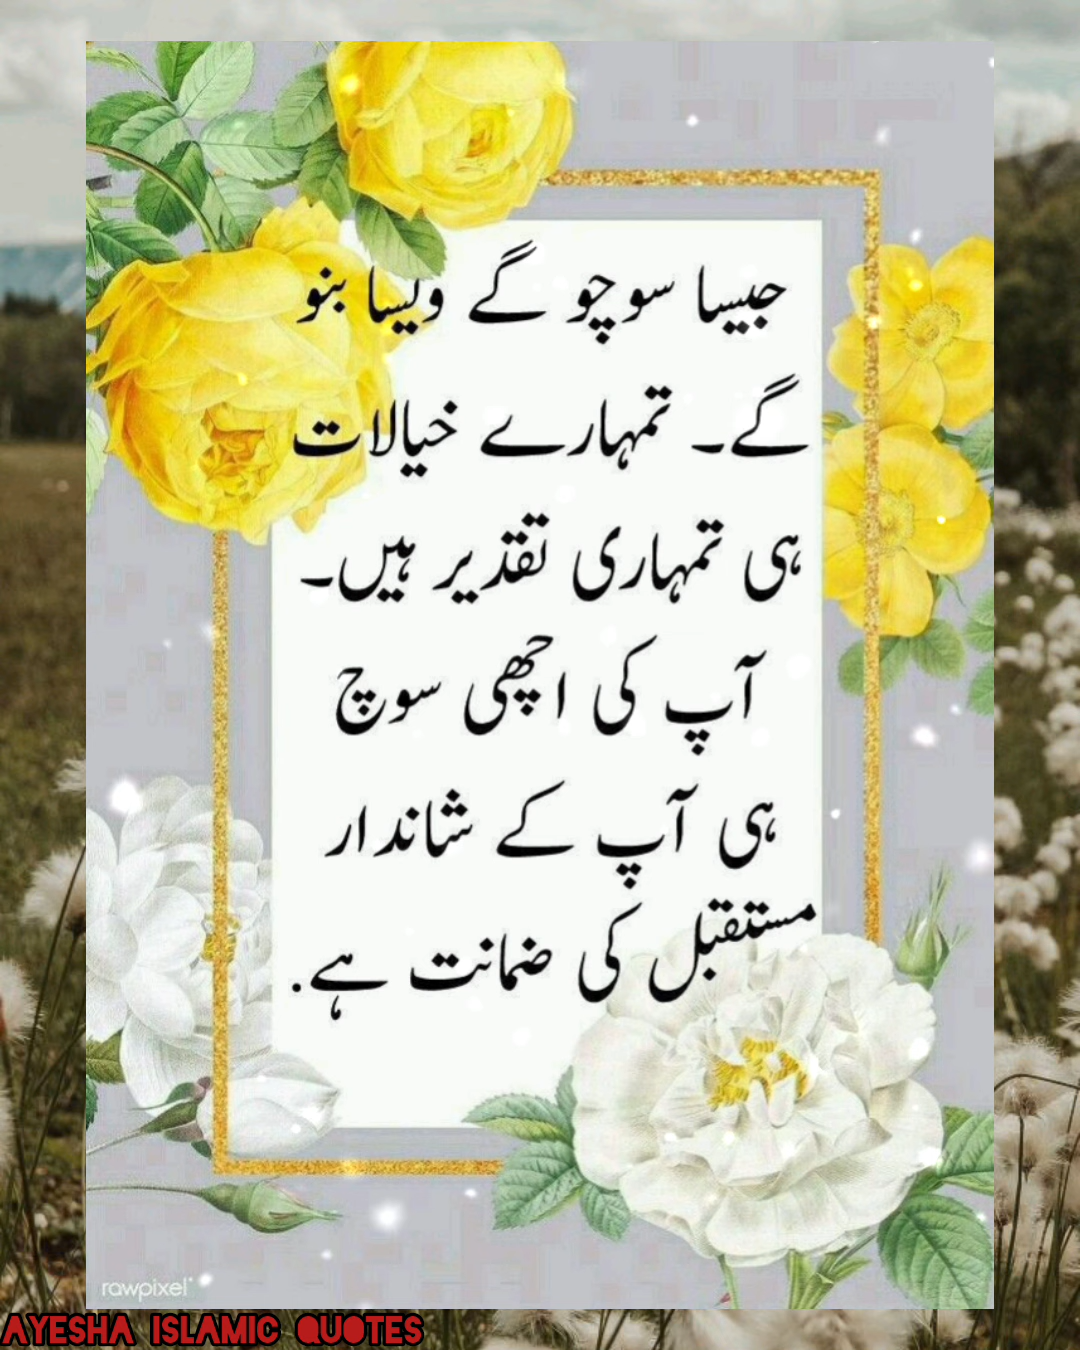 جیسا سوچو گے ویسا بنو
گے۔ تمہارے خیالات
ہی تمہاری تقدیر ہیں۔
آپ کی اچھی سوچ
ہی آپ کے شاندار
مستقبل کی ضمانت ہے.
rawpixel
AYESHA ISLAMIC QUOTES